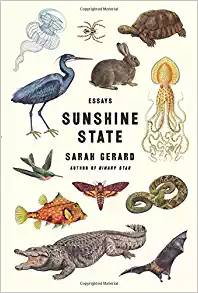 ESSAYS
SUNSHINE
STATE
SARAH GERARD
AUTHOR OF BINARY STAR